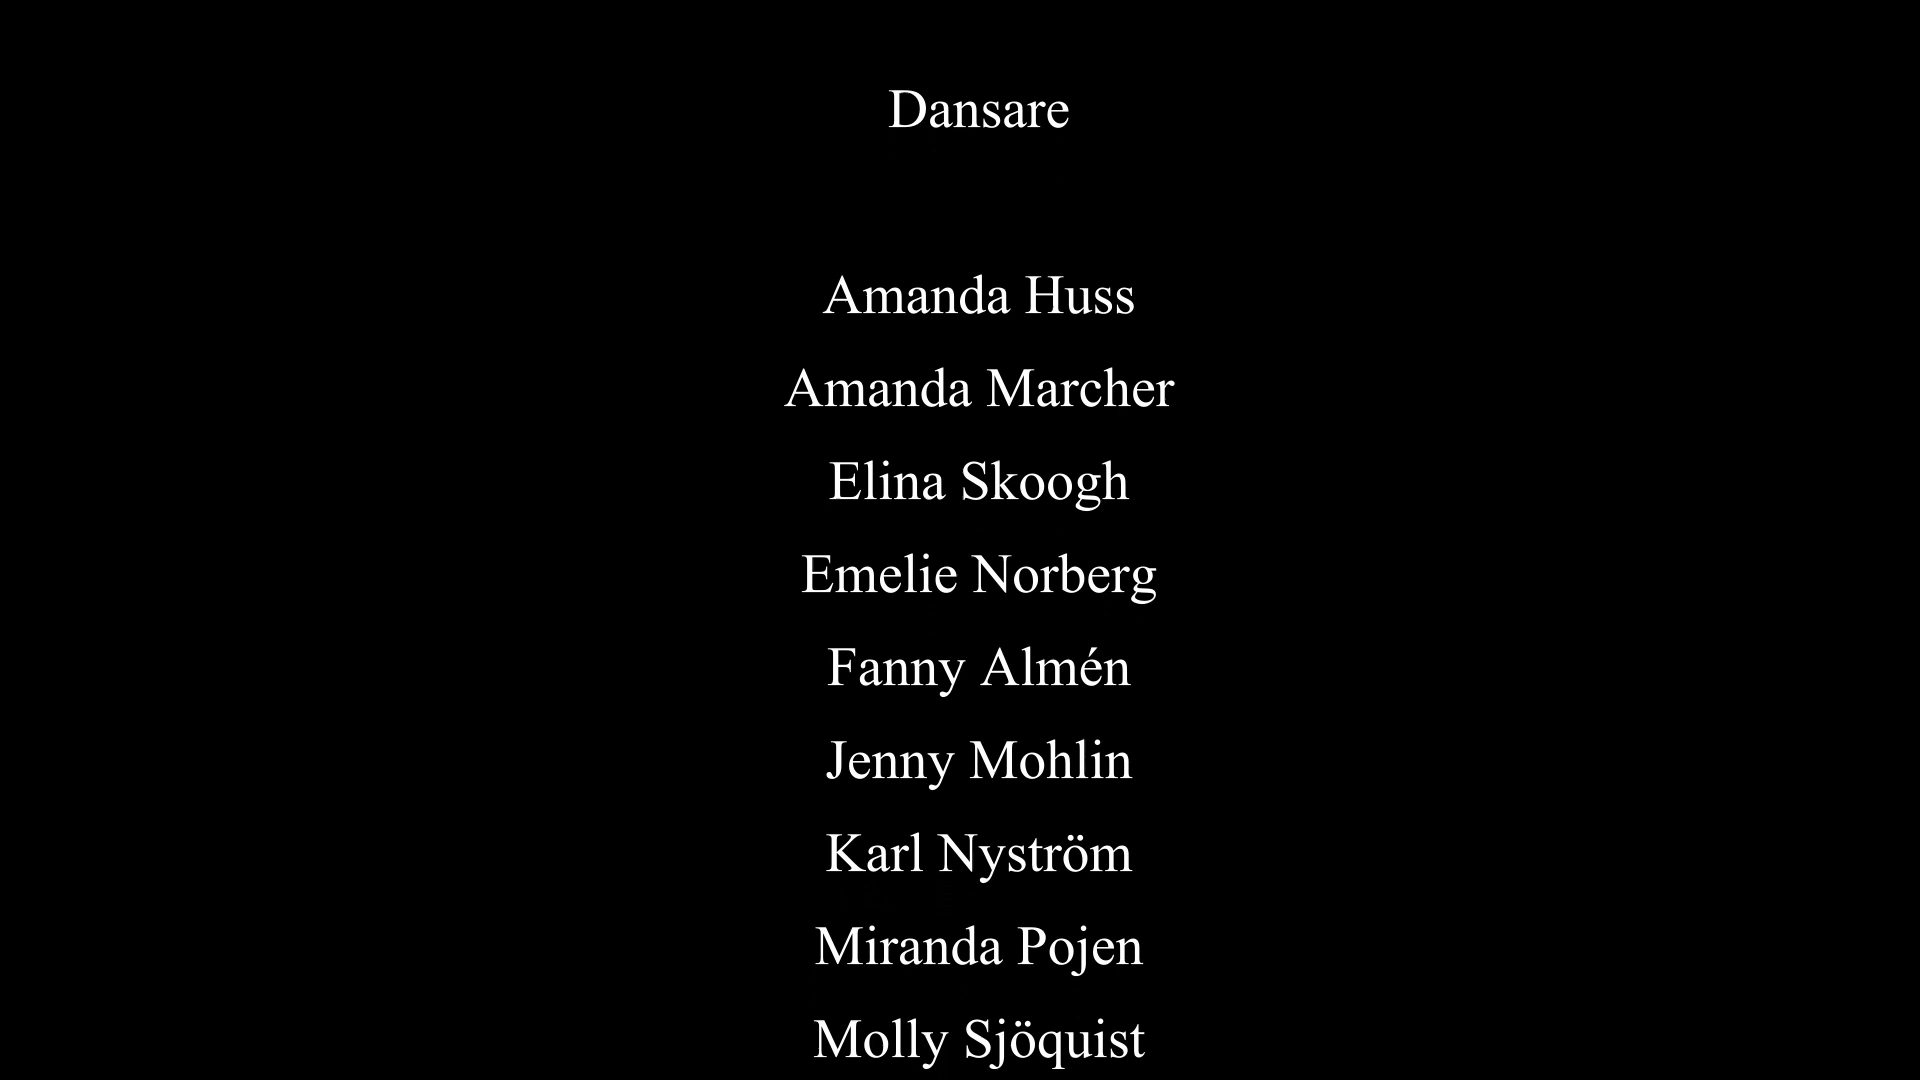 Dansare
Amanda Huss
Amanda Marcher
Elina Skoogh
Emelie Norberg
Fanny Almén
Jenny Mohlin
Karl Nyström
Miranda Pojen
Molly Sjöquist